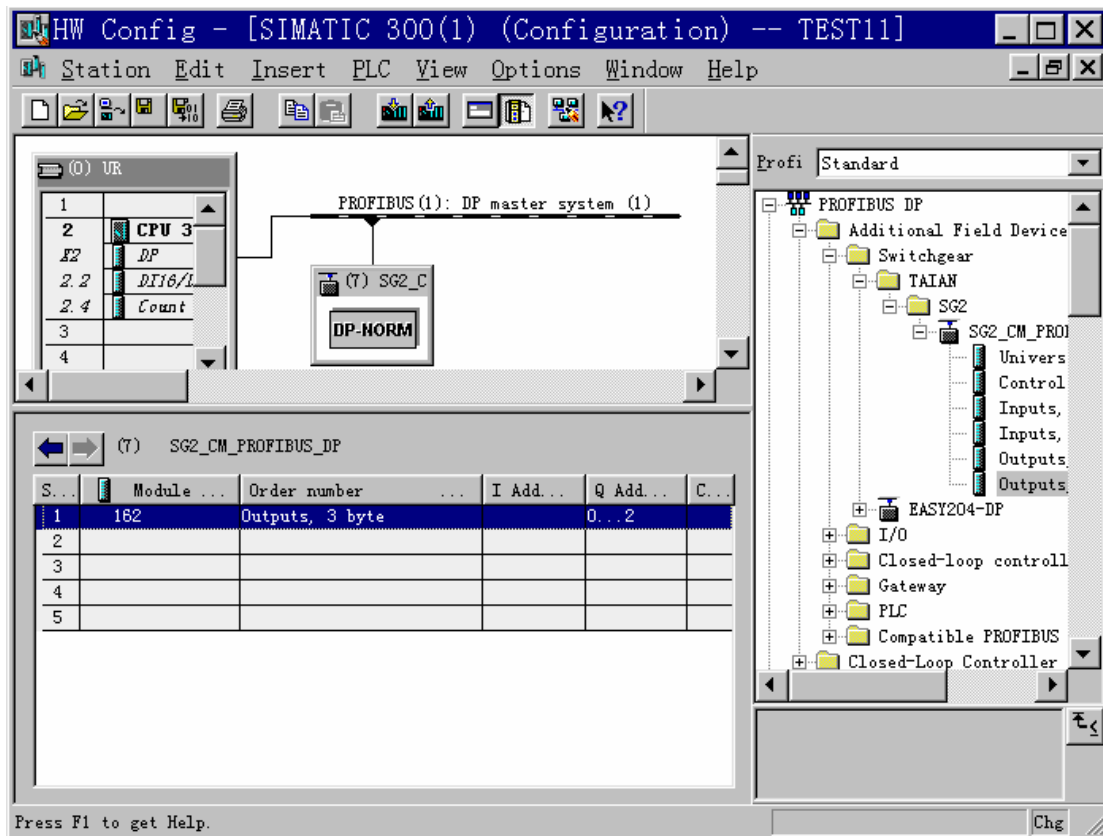 HW Config - [SIMATIC 300(1) (Configuration) -- TEST11]
Station Edit Insert PLC View Options Window Help
(0) UR
1
2 CPU 3
X2 DP
2.2 DI16/
2.4 Count
3
4
PROFIBUS(1): DP master system (1)
(7) SG2_C
DP-NORM
Profi Standard
PROFIBUS DP
Additional Field Device
Switchgear
TAIAN
SG2
SG2_CM_PROI
Univers
Control
Inputs,
Inputs,
Outputs
Outputs
EASY204-DP
I/O
Closed-loop controll
Gateway
PLC
Compatible PROFIBUS
Closed-Loop Controller
(7) SG2_CM_PROFIBUS_DP
S... Module ... Order number ... I Add... Q Add... C...
1 162 Outputs, 3 byte 0...2
2
3
4
5
Press F1 to get Help.
Chg